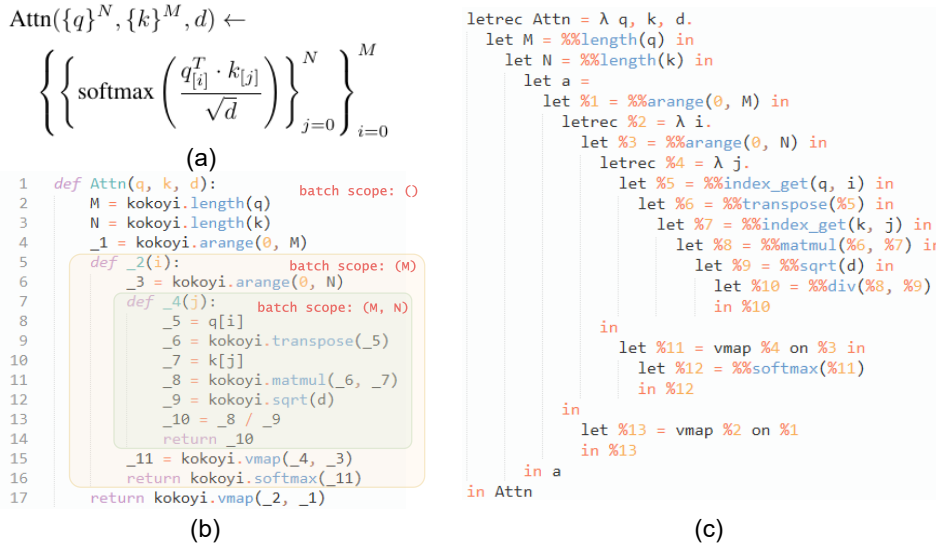 Attn({q}^N, {k}^M, d) ←
{ { softmax ( q_{[i]}^T · k_{[j]} / √d ) }_{j=0}^N }_{i=0}^M
(a)
1 def Attn(q, k, d): batch scope: ()
2 M = kokoyi.length(q)
3 N = kokoyi.length(k)
4 _1 = kokoyi.arange(0, M)
5 def _2(i): batch scope: (M)
6 _3 = kokoyi.arange(0, N)
7 def _4(j): batch scope: (M, N)
8 _5 = q[i]
9 _6 = kokoyi.transpose(_5)
10 _7 = k[j]
11 _8 = kokoyi.matmul(_6, _7)
12 _9 = kokoyi.sqrt(d)
13 _10 = _8 / _9
14 return _10
15 _11 = kokoyi.vmap(_4, _3)
16 return kokoyi.softmax(_11)
17 return kokoyi.vmap(_2, _1)
(b)
letrec Attn = λ q, k, d.
let M = %%length(q) in
let N = %%length(k) in
let a =
let %1 = %%arange(0, M) in
letrec %2 = λ i.
let %3 = %%arange(0, N) in
letrec %4 = λ j.
let %5 = %%index_get(q, i) in
let %6 = %%transpose(%5) in
let %7 = %%index_get(k, j) in
let %8 = %%matmul(%6, %7) in
let %9 = %%sqrt(d) in
let %10 = %%div(%8, %9)
in %10
in
let %11 = vmap %4 on %3 in
let %12 = %%softmax(%11)
in %12
in
let %13 = vmap %2 on %1
in %13
in a
in Attn
(c)